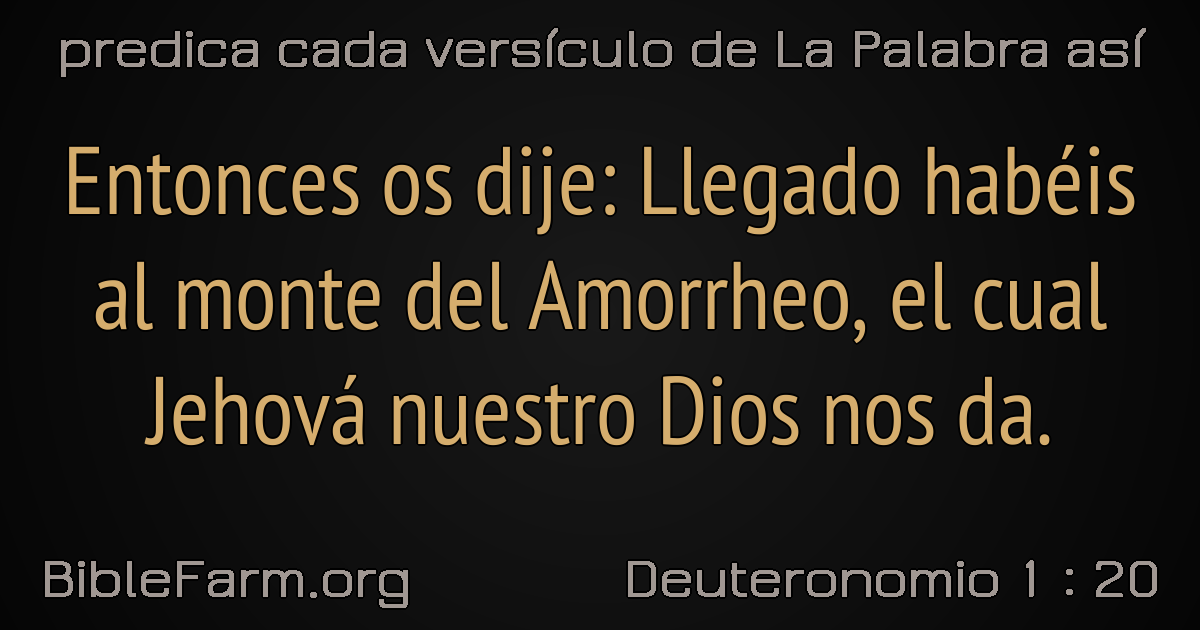 predica cada versículo de La Palabra así
Entonces os dije: Llegado habéis
al monte del Amorrheo, el cual
Jehová nuestro Dios nos da.
BibleFarm.org
Deuteronomio 1 : 20